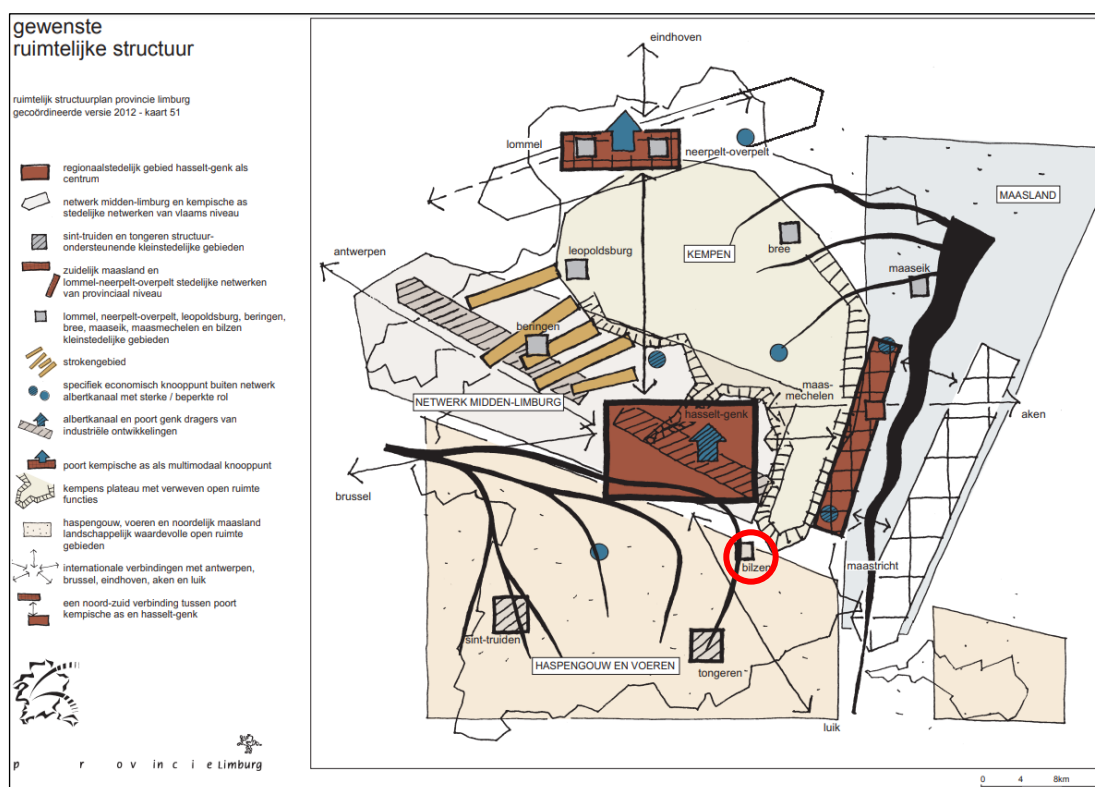 gewenste
ruimtelijke structuur
ruimtelijk structuurplan provincie limburg
gecoördineerde versie 2012 - kaart 51
regionaalstedelijk gebied hasselt-genk als
centrum
netwerk midden-limburg en kempische as
stedelijke netwerken van vlaams niveau
sint-truiden en tongeren structuur-
ondersteunende kleinstedelijke gebieden
zuidelijk maasland en
lommel-neerpelt-overpelt stedelijke netwerken
van provinciaal niveau
lommel, neerpelt-overpelt, leopoldsburg, beringen,
bree, maaseik, maasmechelen en bilzen
kleinstedelijke gebieden
strokengebied
specifiek economisch knooppunt buiten netwerk
albertkanaal met sterke / beperkte rol
albertkanaal en poort genk dragers van
industriële ontwikkelingen
poort kempische as als multimodaal knooppunt
kempens plateau met verweven open ruimte
functies
haspengouw, voeren en noordelijk maasland
landschappelijk waardevolle open ruimte
gebieden
internationale verbindingen met antwerpen,
brussel, eindhoven, aken en luik
een noord-zuid verbinding tussen poort
kempische as en hasselt-genk
provincie Limburg
eindhoven
lommel
neerpelt-overpelt
MAASLAND
antwerpen
leopoldsburg
KEMPEN
bree
maaseik
beringen
NETWERK MIDDEN-LIMBURG
hasselt-genk
maas-
mechelen
aken
brussel
bilzen
maastricht
sint-truiden
HASPENGOUW EN VOEREN
tongeren
luik
0 4 8km